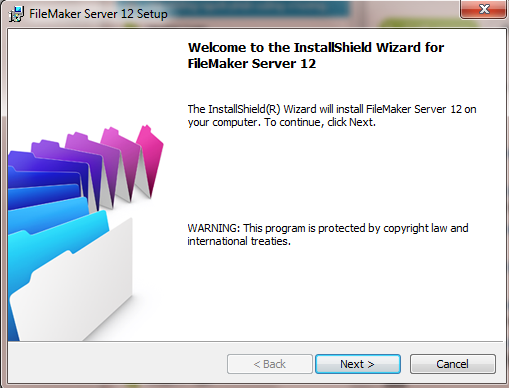 FileMaker Server 12 Setup
Welcome to the InstallShield Wizard for
FileMaker Server 12
The InstallShield(R) Wizard will install FileMaker Server 12 on
your computer. To continue, click Next.
WARNING: This program is protected by copyright law and
international treaties.
< Back
Next >
Cancel